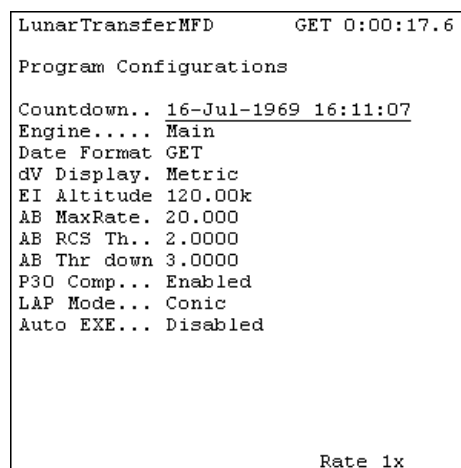 LunarTransferMFD GET 0:00:17.6
Program Configurations
Countdown.. 16-Jul-1969 16:11:07
Engine..... Main
Date Format GET
dV Display. Metric
EI Altitude 120.00k
AB MaxRate. 20.000
AB RCS Th.. 2.0000
AB Thr down 3.0000
P30 Comp... Enabled
LAP Mode... Conic
Auto EXE... Disabled
Rate 1x